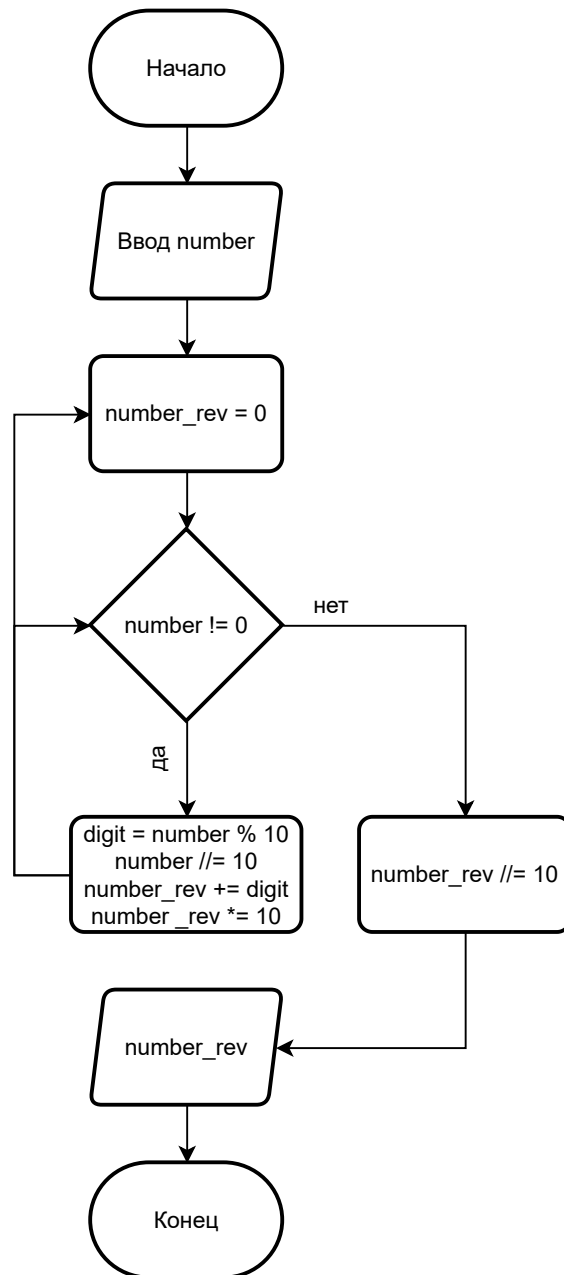 Начало
Ввод number
number_rev = 0
number != 0
нет
да
digit = number % 10
number //= 10
number_rev += digit
number _rev *= 10
number_rev //= 10
number_rev
Конец